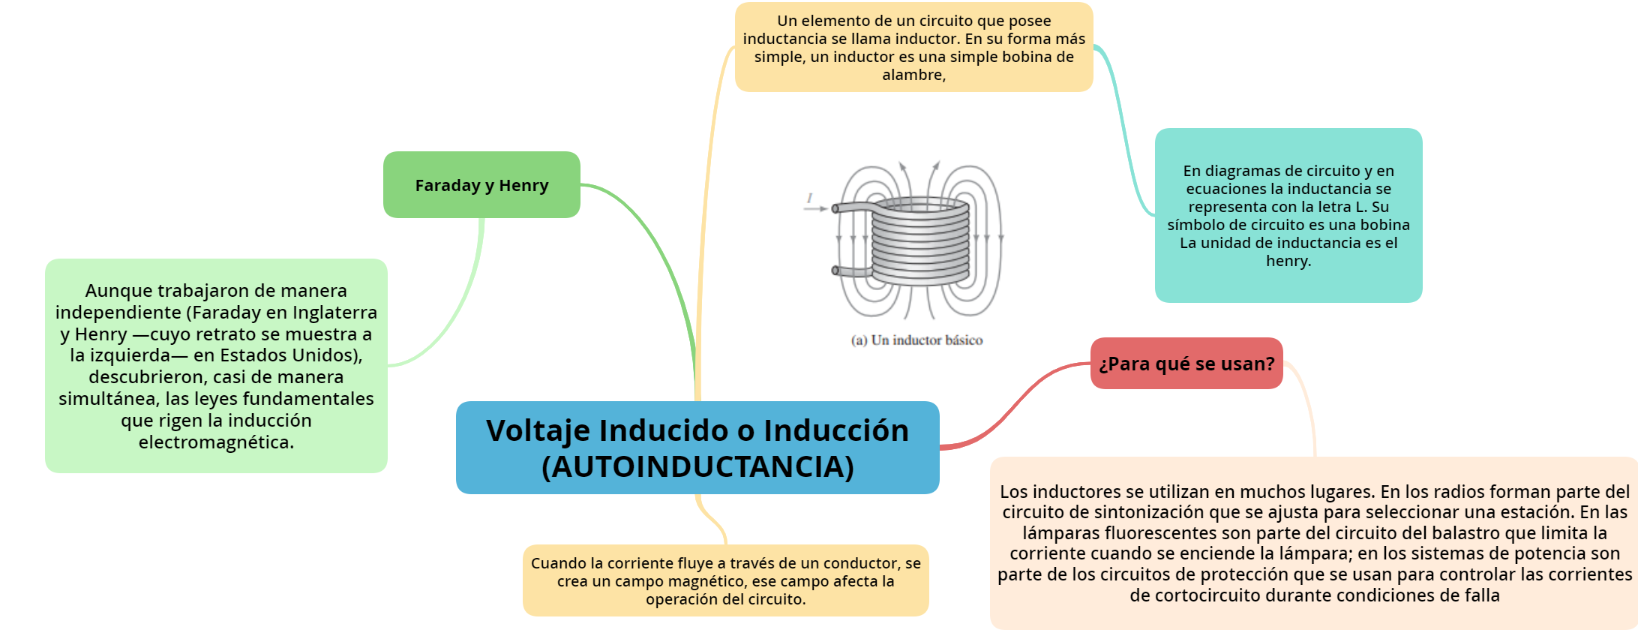 Un elemento de un circuito que posee
inductancia se llama inductor. En su forma más
simple, un inductor es una simple bobina de
alambre,
En diagramas de circuito y en
ecuaciones la inductancia se
representa con la letra L. Su
símbolo de circuito es una bobina
La unidad de inductancia es el
henry.
Faraday y Henry
Aunque trabajaron de manera
independiente (Faraday en Inglaterra
y Henry —cuyo retrato se muestra a
la izquierda— en Estados Unidos),
descubrieron, casi de manera
simultánea, las leyes fundamentales
que rigen la inducción
electromagnética.
I
(a) Un inductor básico
¿Para qué se usan?
Voltaje Inducido o Inducción
(AUTOINDUCTANCIA)
Los inductores se utilizan en muchos lugares. En los radios forman parte del
circuito de sintonización que se ajusta para seleccionar una estación. En las
lámparas fluorescentes son parte del circuito del balastro que limita la
corriente cuando se enciende la lámpara; en los sistemas de potencia son
parte de los circuitos de protección que se usan para controlar las corrientes
de cortocircuito durante condiciones de falla
Cuando la corriente fluye a través de un conductor, se
crea un campo magnético, ese campo afecta la
operación del circuito.